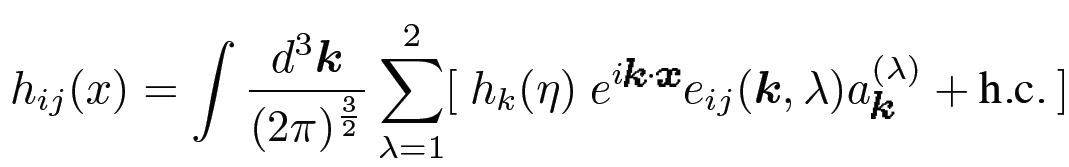 $h_{ij}(x) = \int \frac{d^3\boldsymbol{k}}{(2\pi)^{\frac{3}{2}}} \sum_{\lambda=1}^{2} [\ h_k(\eta)\ e^{i\boldsymbol{k}\cdot\boldsymbol{x}} e_{ij}(\boldsymbol{k}, \lambda) a_{\boldsymbol{k}}^{(\lambda)} + \text{h.c.}\ ]$